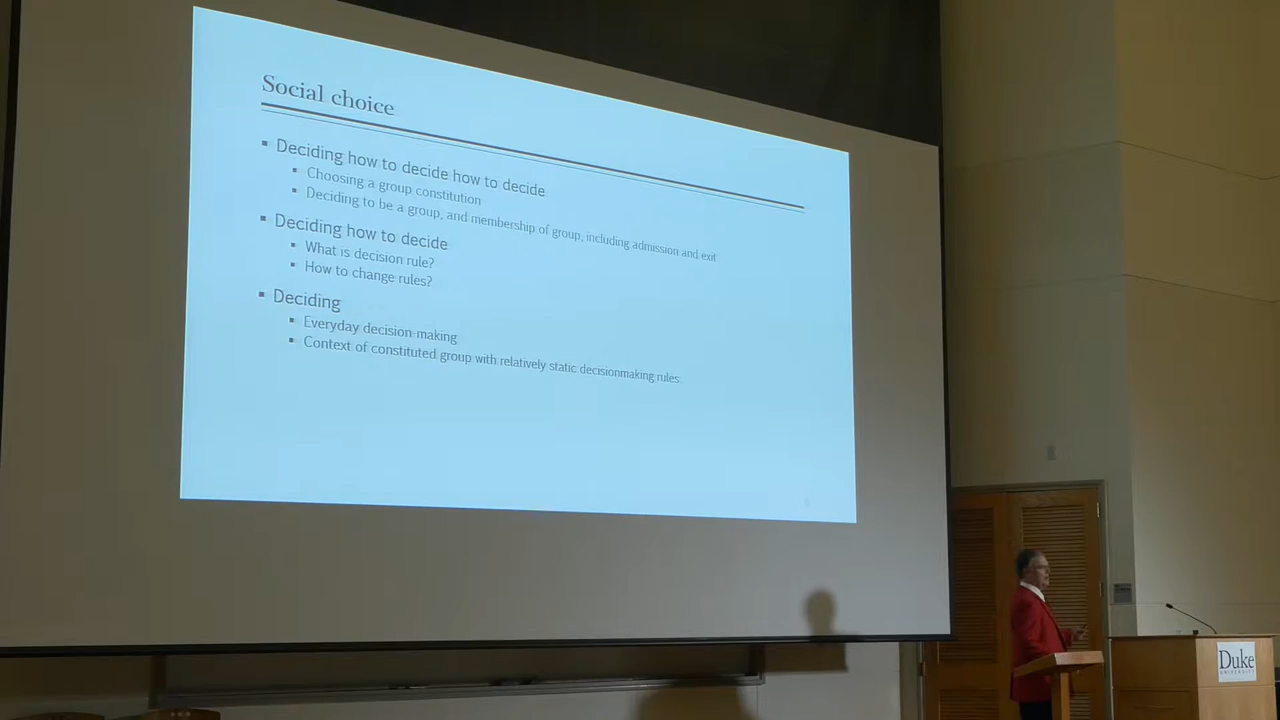 Social choice
Deciding how to decide how to decide
Choosing a group constitution
Deciding to be a group, and membership of group, including admission and exit
Deciding how to decide
What is decision rule?
How to change rules?
Deciding
Everyday decision making
Context of constituted group with relatively static decisionmaking rules
Duke
UNIVERSITY